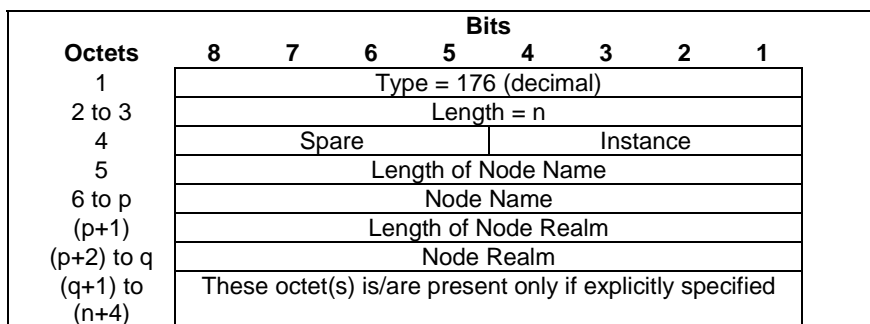 Bits
Octets 8 7 6 5 4 3 2 1
1 Type = 176 (decimal)
2 to 3 Length = n
4 Spare Instance
5 Length of Node Name
6 to p Node Name
(p+1) Length of Node Realm
(p+2) to q Node Realm
(q+1) to These octet(s) is/are present only if explicitly specified
(n+4)